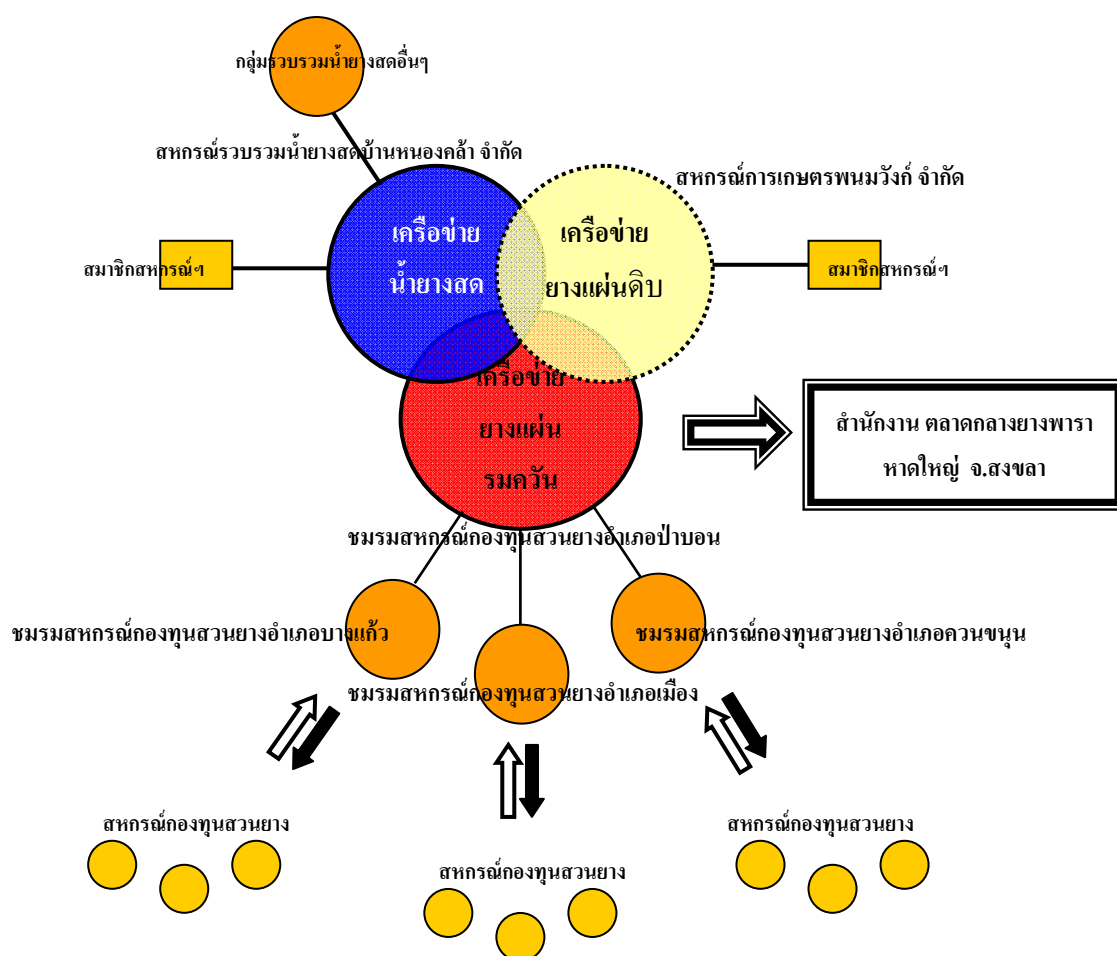 กลุ่มรวบรวมน้ำยางสดอื่นๆ
สหกรณ์รวบรวมน้ำยางสดบ้านหนองคล้า จำกัด
สหกรณ์การเกษตรพนมวังก์ จำกัด
เครือข่าย
น้ำยางสด
เครือข่าย
ยางแผ่นดิบ
สมาชิกสหกรณ์ฯ
สมาชิกสหกรณ์ฯ
เครือข่าย
ยางแผ่น
รมควัน
สำนักงาน ตลาดกลางยางพารา
หาดใหญ่ จ.สงขลา
ชมรมสหกรณ์กองทุนสวนยางอำเภอป่าบอน
ชมรมสหกรณ์กองทุนสวนยางอำเภอบางแก้ว
ชมรมสหกรณ์กองทุนสวนยางอำเภอควนขนุน
ชมรมสหกรณ์กองทุนสวนยางอำเภอเมือง
สหกรณ์กองทุนสวนยาง
สหกรณ์กองทุนสวนยาง
สหกรณ์กองทุนสวนยาง